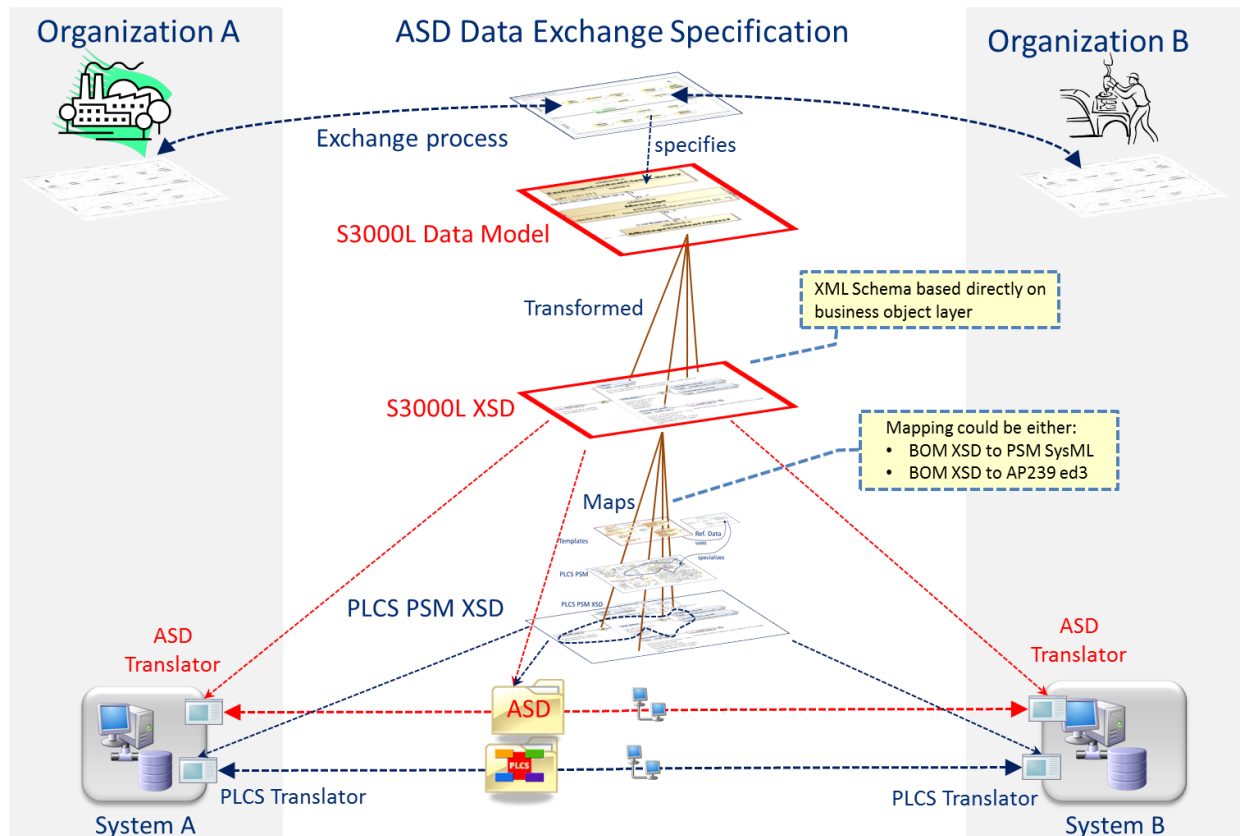 Organization A
ASD Data Exchange Specification
Organization B
Exchange process
specifies
Message
S3000L Data Model
Transformed
XML Schema based directly on
business object layer
S3000L XSD
Mapping could be either:
• BOM XSD to PSM SysML
• BOM XSD to AP239 ed3
Maps
Templates
Ref. Data
uses
specializes
PLCS PSM
PLCS PSM XSD
PLCS PSM XSD
ASD
Translator
ASD
Translator
ASD
PLCS
PLCS Translator
PLCS Translator
System A
System B